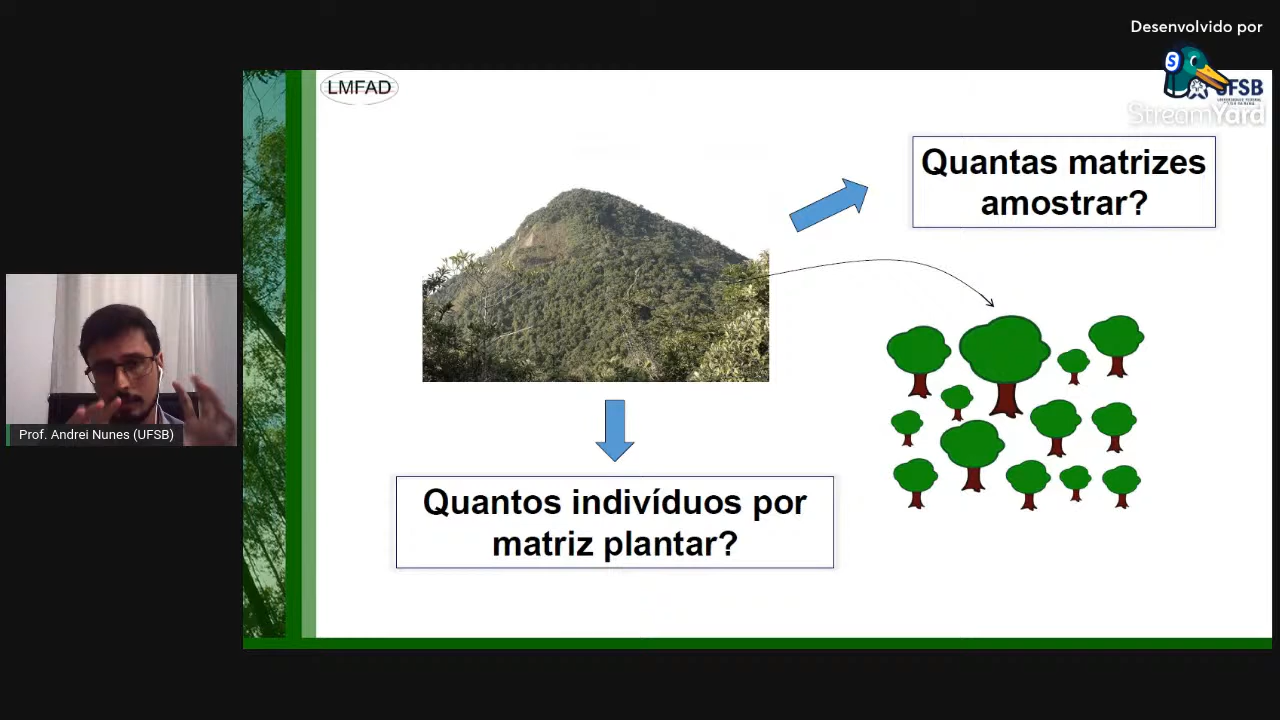 Desenvolvido por
LMFAD
UFSB
StreamYard
Quantas matrizes
amostrar?
Prof. Andrei Nunes (UFSB)
Quantos indivíduos por
matriz plantar?